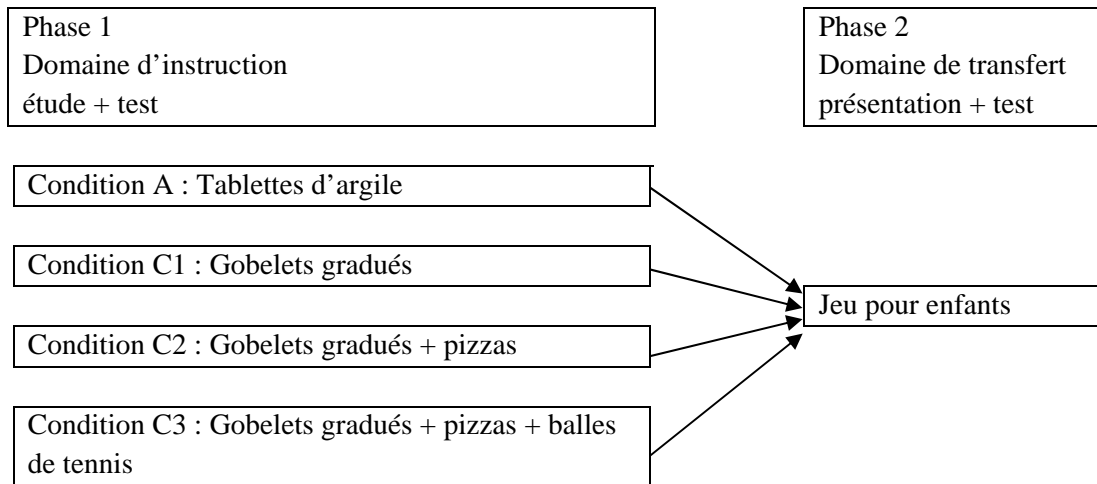 Phase 1
Domaine d’instruction
étude + test
Phase 2
Domaine de transfert
présentation + test
Condition A : Tablettes d’argile
Condition C1 : Gobelets gradués
Jeu pour enfants
Condition C2 : Gobelets gradués + pizzas
Condition C3 : Gobelets gradués + pizzas + balles
de tennis